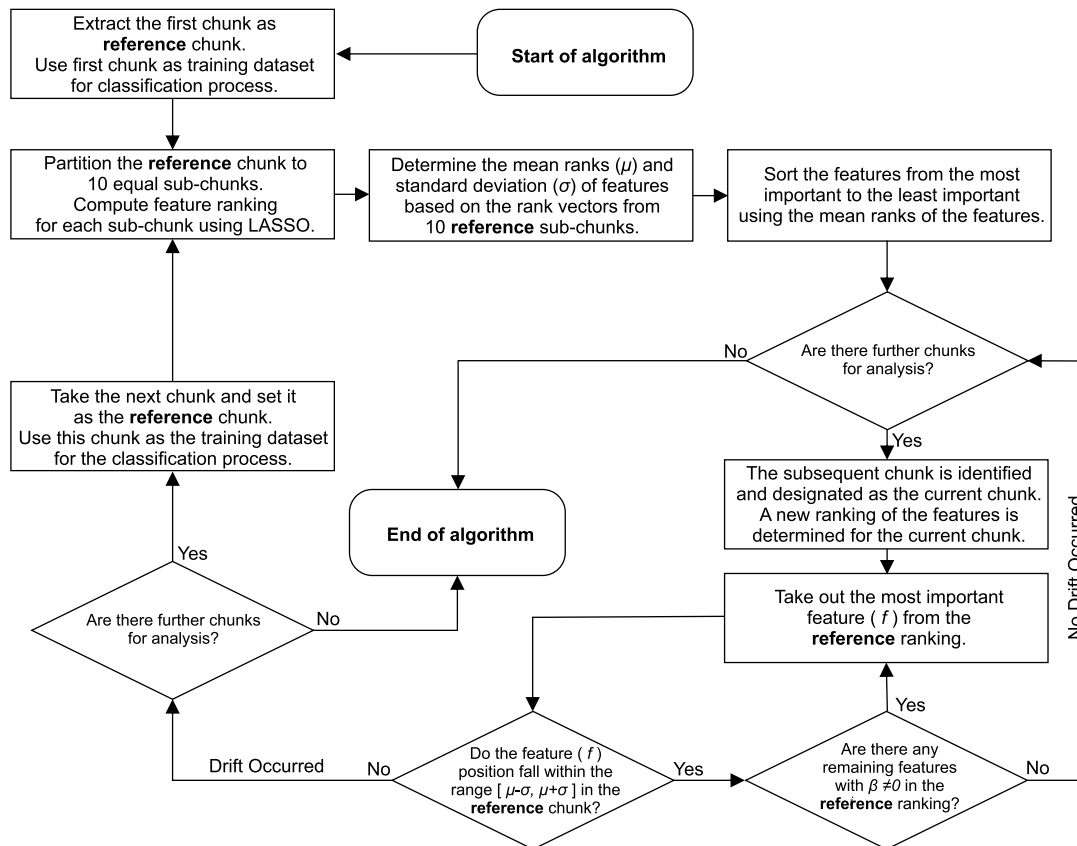 Extract the first chunk as
reference chunk.
Use first chunk as training dataset
for classification process.
Start of algorithm
Partition the reference chunk to
10 equal sub-chunks.
Compute feature ranking
for each sub-chunk using LASSO.
Determine the mean ranks (μ) and
standard deviation (σ) of features
based on the rank vectors from
10 reference sub-chunks.
Sort the features from the most
important to the least important
using the mean ranks of the features.
Are there further chunks
for analysis?
No
Yes
Take the next chunk and set it
as the reference chunk.
Use this chunk as the training dataset
for the classification process.
The subsequent chunk is identified
and designated as the current chunk.
A new ranking of the features is
determined for the current chunk.
End of algorithm
Yes
Are there further chunks
for analysis?
No
Take out the most important
feature ( f ) from the
reference ranking.
No Drift Occurred
Yes
Drift Occurred
No
Do the feature ( f )
position fall within the
range [ μ-σ, μ+σ ] in the
reference chunk?
Yes
Are there any
remaining features
with β ≠0 in the
reference ranking?
No